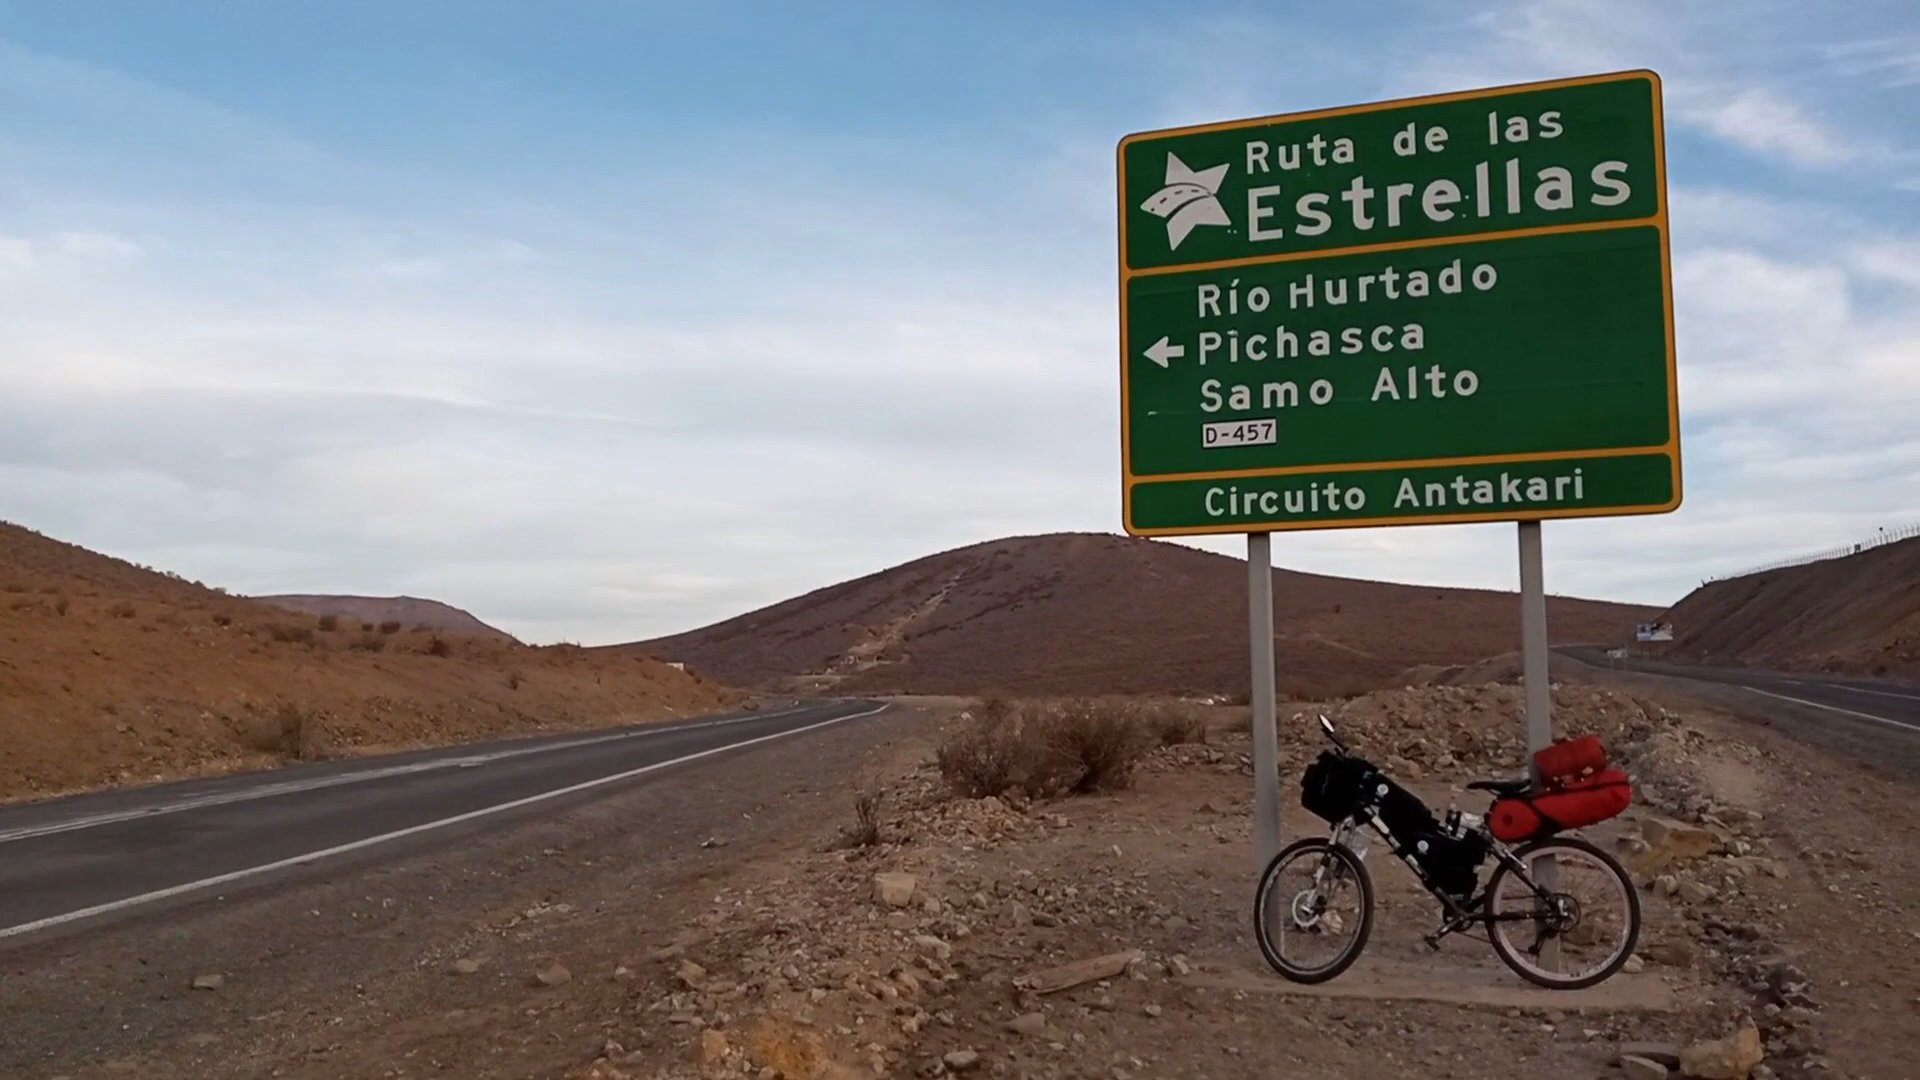 Ruta de las
Estrellas
Río Hurtado
Pichasca
Samo Alto
D-457
Circuito Antakari